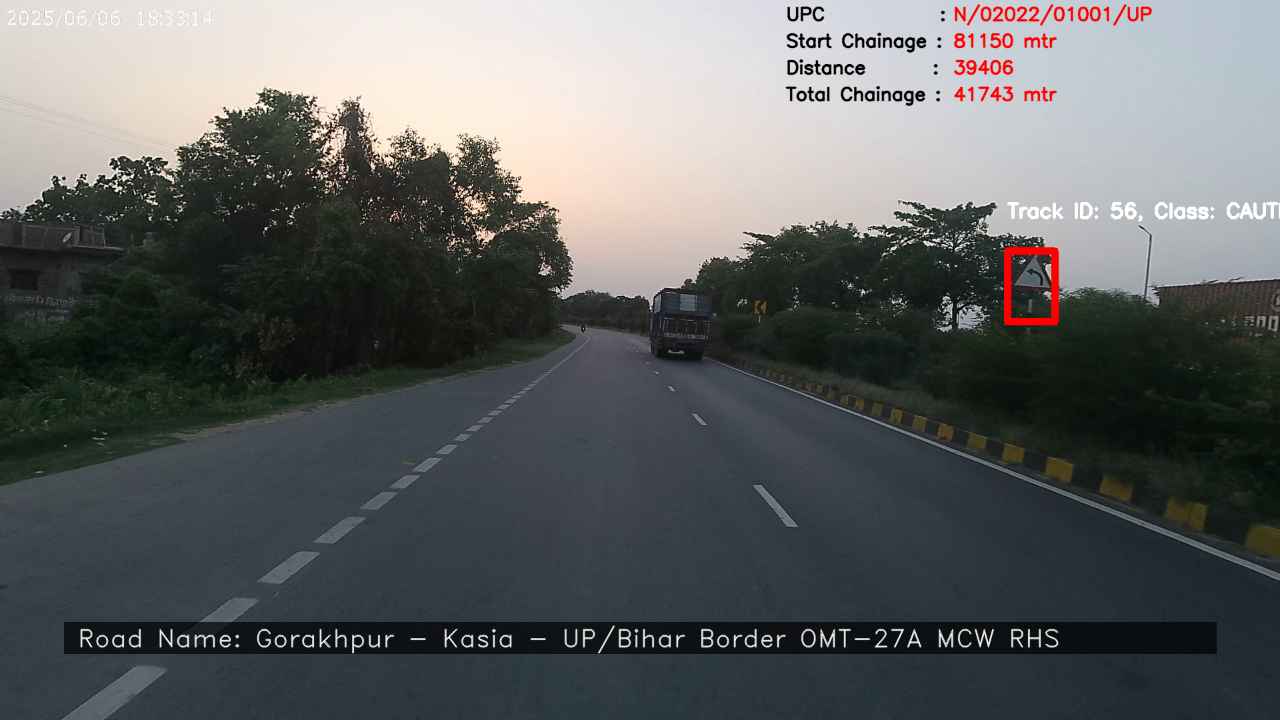 2025/06/06 18:33:14
UPC : N/02022/01001/UP
Start Chainage : 81150 mtr
Distance : 39406
Total Chainage : 41743 mtr
Track ID: 56, Class: CAUTI
Road Name: Gorakhpur - Kasia - UP/Bihar Border OMT-27A MCW RHS